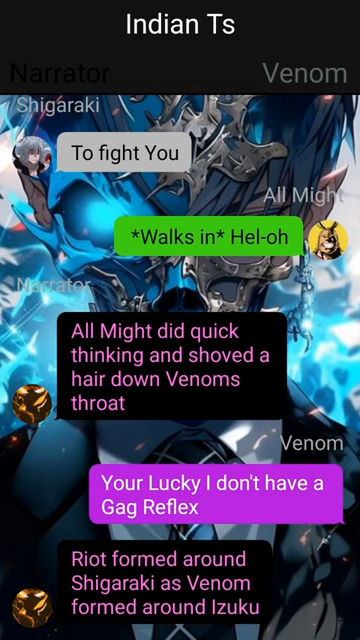 Indian Ts
Narrator
Venom
Shigaraki
To fight You
All Might
*Walks in* Hel-oh
Narrator
All Might did quick
thinking and shoved a
hair down Venoms
throat
Venom
Your Lucky I don't have a
Gag Reflex
Riot formed around
Shigaraki as Venom
formed around Izuku